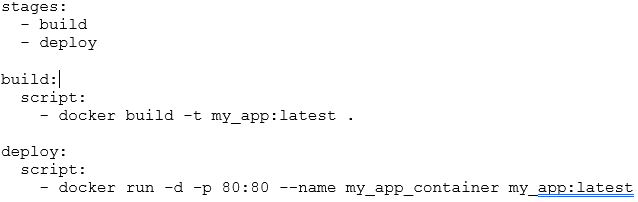 stages:
  - build
  - deploy

build:
  script:
    - docker build -t my_app:latest .

deploy:
  script:
    - docker run -d -p 80:80 --name my_app_container my_app:latest